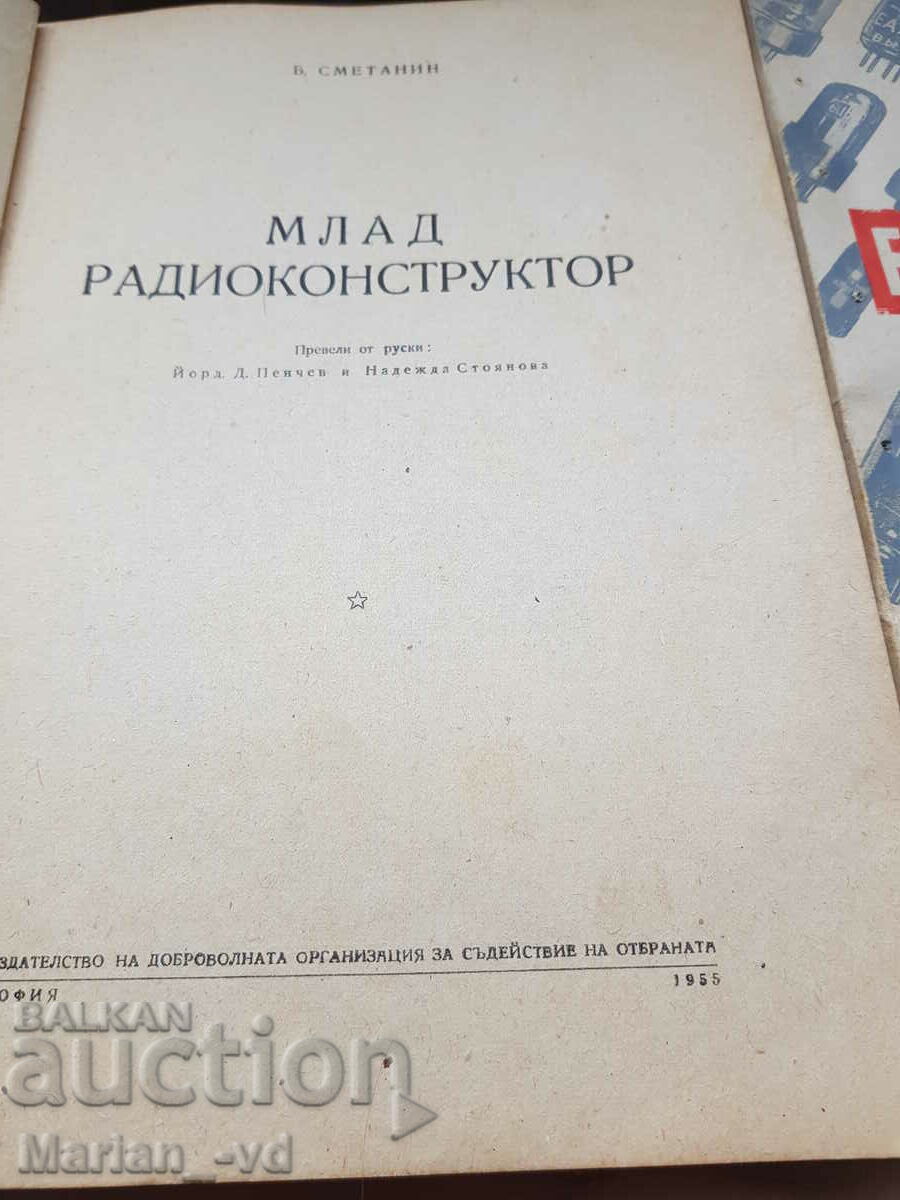 Б. СМЕТАНИН
МЛАД
РАДИОКОНСТРУКТОР
Превели от руски:
Йорд. Д. Пенчев и Надежда Стоянова
ЗДАТЕЛСТВО НА ДОБРОВОЛНАТА ОРГАНИЗАЦИЯ ЗА СЪДЕЙСТВИЕ НА ОТБРАНАТА
ОФИЯ 1955
BALKAN
auction
Marian_-vd